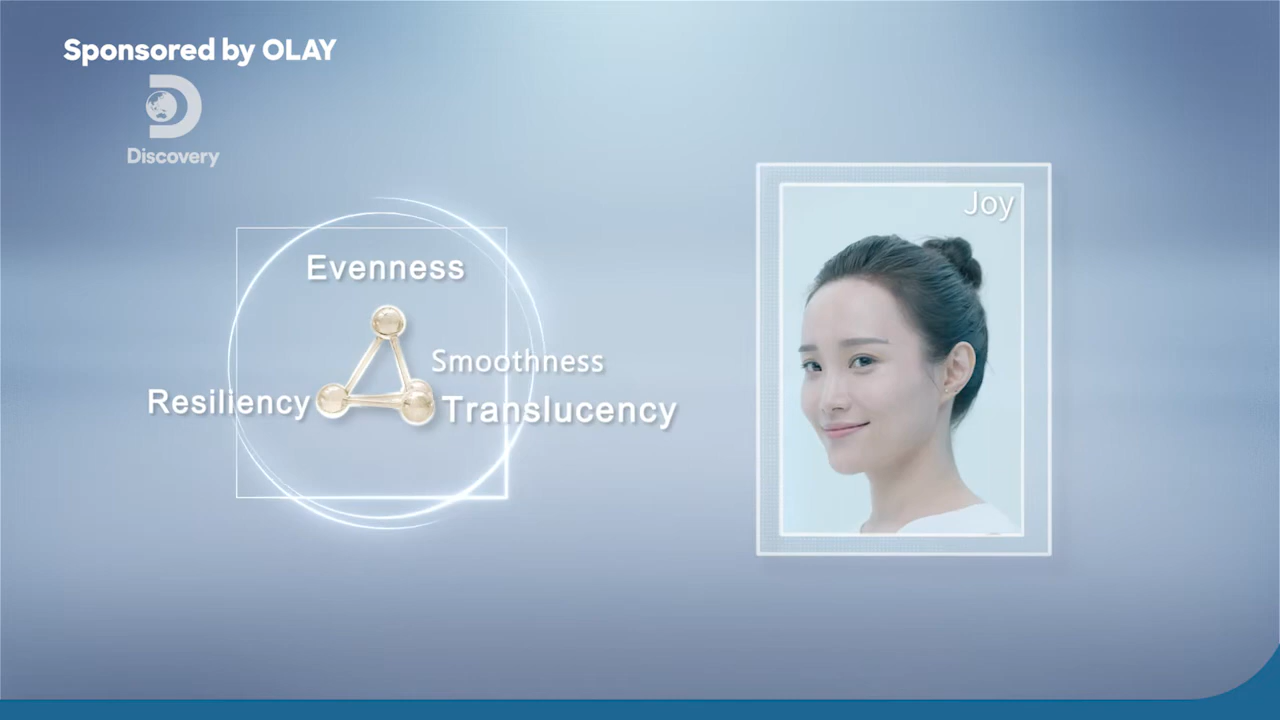 Sponsored by OLAY
Discovery
Joy
Evenness
Smoothness
Resiliency
Translucency